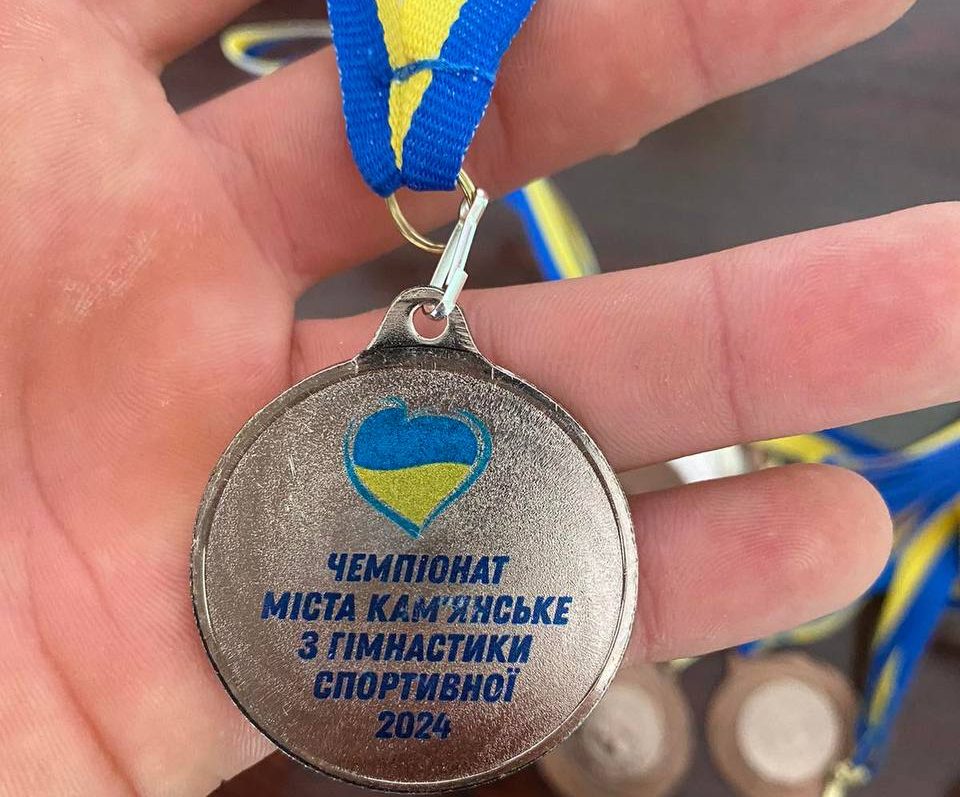 ЧЕМПІОНАТ
МІСТА КАМ'ЯНСЬКЕ
З ГІМНАСТИКИ
СПОРТИВНОЇ
2024